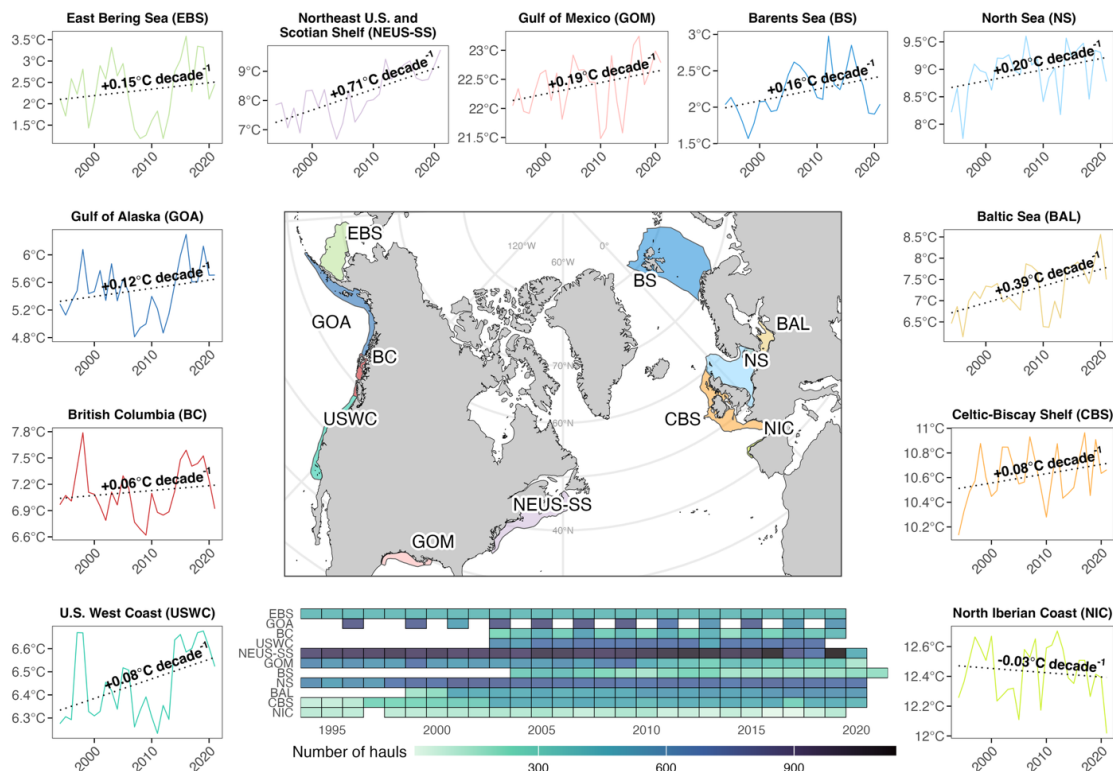 East Bering Sea (EBS)
3.5°C
3°C
2.5°C
2°C
1.5°C
+0.15°C decade⁻¹
2000
2010
2020
Northeast U.S. and
Scotian Shelf (NEUS-SS)
9°C
8°C
7°C
+0.71°C decade⁻¹
2000
2010
2020
Gulf of Mexico (GOM)
23°C
22.5°C
22°C
21.5°C
+0.19°C decade⁻¹
2000
2010
2020
Barents Sea (BS)
3°C
2.5°C
2°C
1.5°C
+0.16°C decade⁻¹
2000
2010
2020
North Sea (NS)
9.5°C
9°C
8.5°C
8°C
+0.20°C decade⁻¹
2000
2010
2020
Gulf of Alaska (GOA)
6°C
5.6°C
5.2°C
4.8°C
+0.12°C decade⁻¹
2000
2010
2020
EBS
GOA
BC
USWC
GOM
NEUS-SS
BS
BAL
NS
CBS
NIC
120°W
60°W
0°
70°N
60°N
40°N
Baltic Sea (BAL)
8.5°C
8°C
7.5°C
7°C
6.5°C
+0.39°C decade⁻¹
2000
2010
2020
British Columbia (BC)
7.8°C
7.5°C
7.2°C
6.9°C
6.6°C
+0.06°C decade⁻¹
2000
2010
2020
Celtic-Biscay Shelf (CBS)
11°C
10.8°C
10.6°C
10.4°C
10.2°C
+0.08°C decade⁻¹
2000
2010
2020
U.S. West Coast (USWC)
6.6°C
6.5°C
6.4°C
6.3°C
+0.08°C decade⁻¹
2000
2010
2020
EBS
GOA
BC
USWC
NEUS-SS
GOM
BS
NS
BAL
CBS
NIC
1995
2000
2005
2010
2015
2020
Number of hauls
300
600
900
North Iberian Coast (NIC)
12.6°C
12.4°C
12.2°C
12°C
-0.03°C decade⁻¹
2000
2010
2020